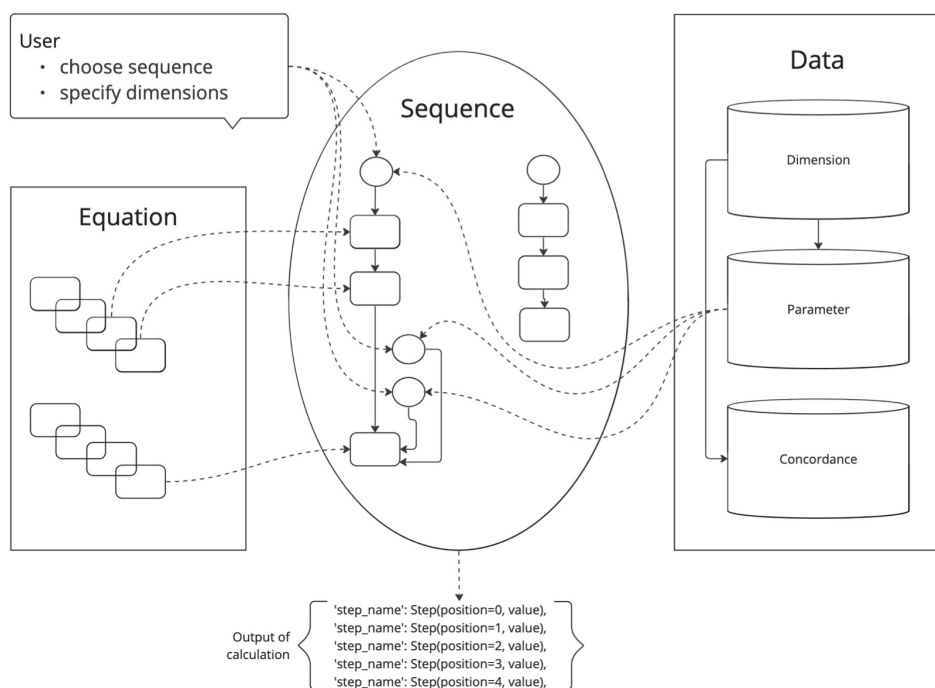 User
· choose sequence
· specify dimensions
Sequence
Data
Dimension
Equation
Parameter
Concordance
Output of
calculation
'step_name': Step(position=0, value),
'step_name': Step(position=1, value),
'step_name': Step(position=2, value),
'step_name': Step(position=3, value),
'step_name': Step(position=4, value),